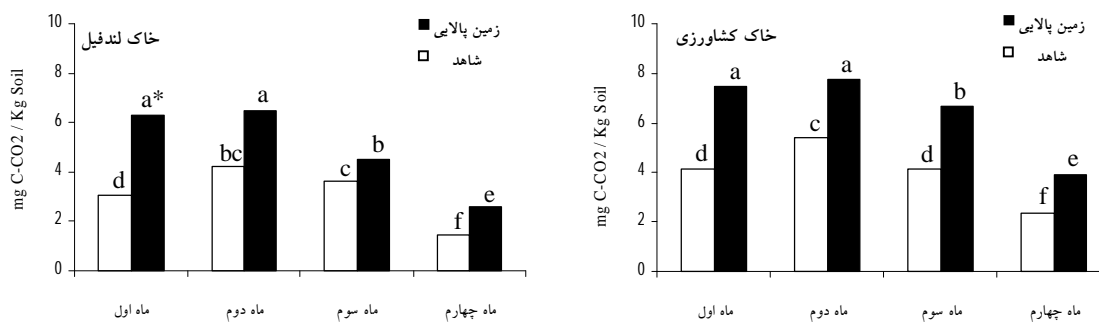 خاک لندفیل
زمین پالایی
شاهد
mg C-CO2 / Kg Soil
10
8
6
4
2
0
d
a*
bc
a
c
b
f
e
ماه اول
ماه دوم
ماه سوم
ماه چهارم
خاک کشاورزی
زمین پالایی
شاهد
mg C-CO2 / Kg Soil
10
8
6
4
2
0
d
a
c
a
d
b
f
e
ماه اول
ماه دوم
ماه سوم
ماه چهارم